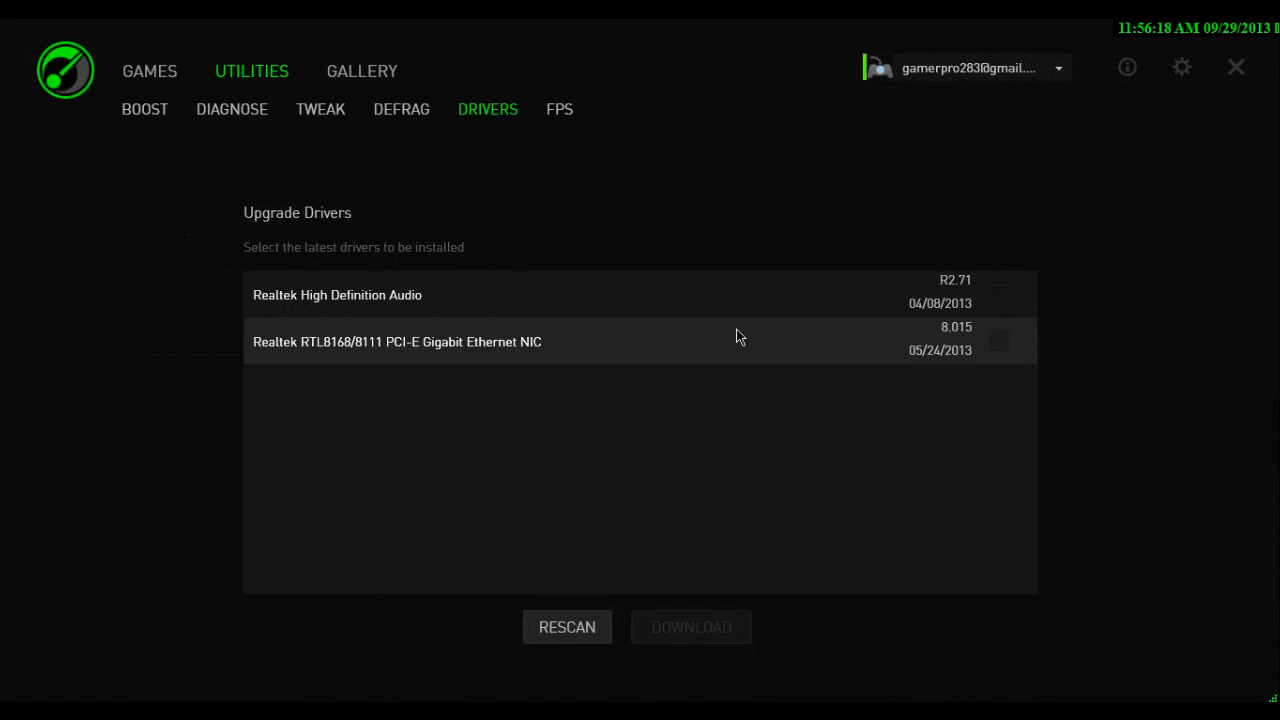 11:56:18 AM 09/29/2013
GAMES UTILITIES GALLERY
gamerpro283@gmail....
BOOST DIAGNOSE TWEAK DEFRAG DRIVERS FPS
Upgrade Drivers
Select the latest drivers to be installed
Realtek High Definition Audio
R2.71
04/08/2013
Realtek RTL8168/8111 PCI-E Gigabit Ethernet NIC
8.015
05/24/2013
RESCAN DOWNLOAD